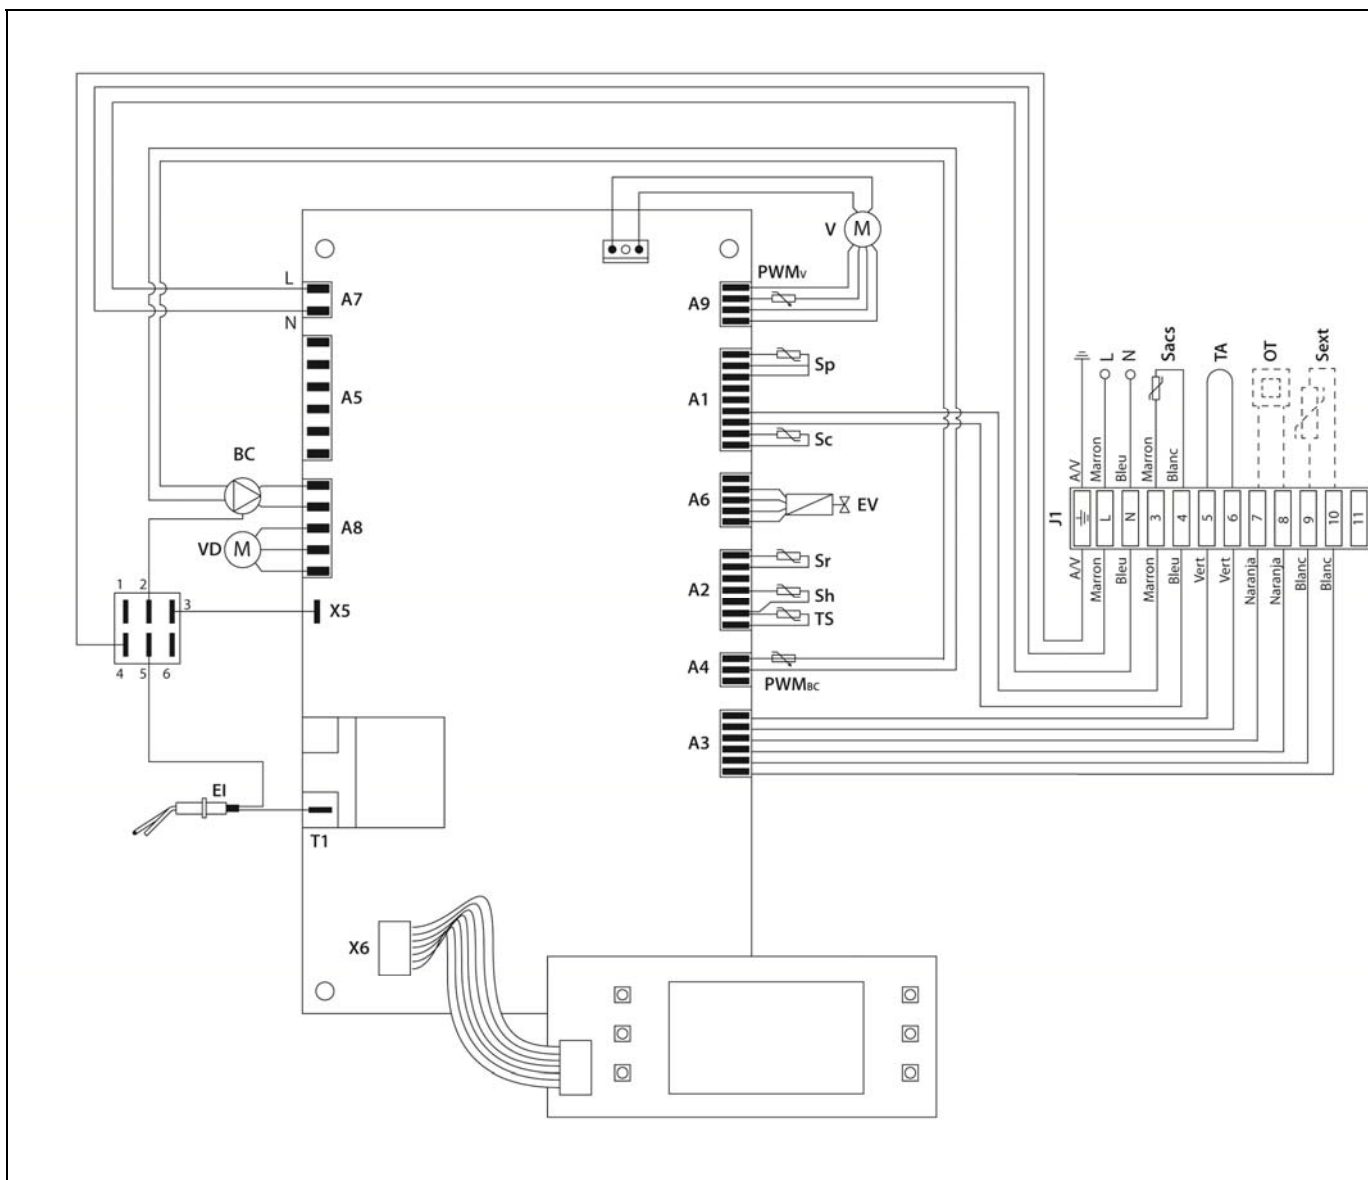 V
M
L
N
A7
PWMV
A9
A5
Sp
A1
Sc
BC
A8
VD
M
A6
EV
Sr
A2
Sh
TS
1
2
3
4
5
6
X5
A4
PWMBC
A3
EI
T1
X6
L
N
Sacs
TA
OT
Sext
A/V
Marron
Bleu
Marron
Blanc
J1
L
N
3
4
5
6
7
8
9
10
11
A/V
Marron
Bleu
Marron
Bleu
Vert
Vert
Naranja
Naranja
Blanc
Blanc